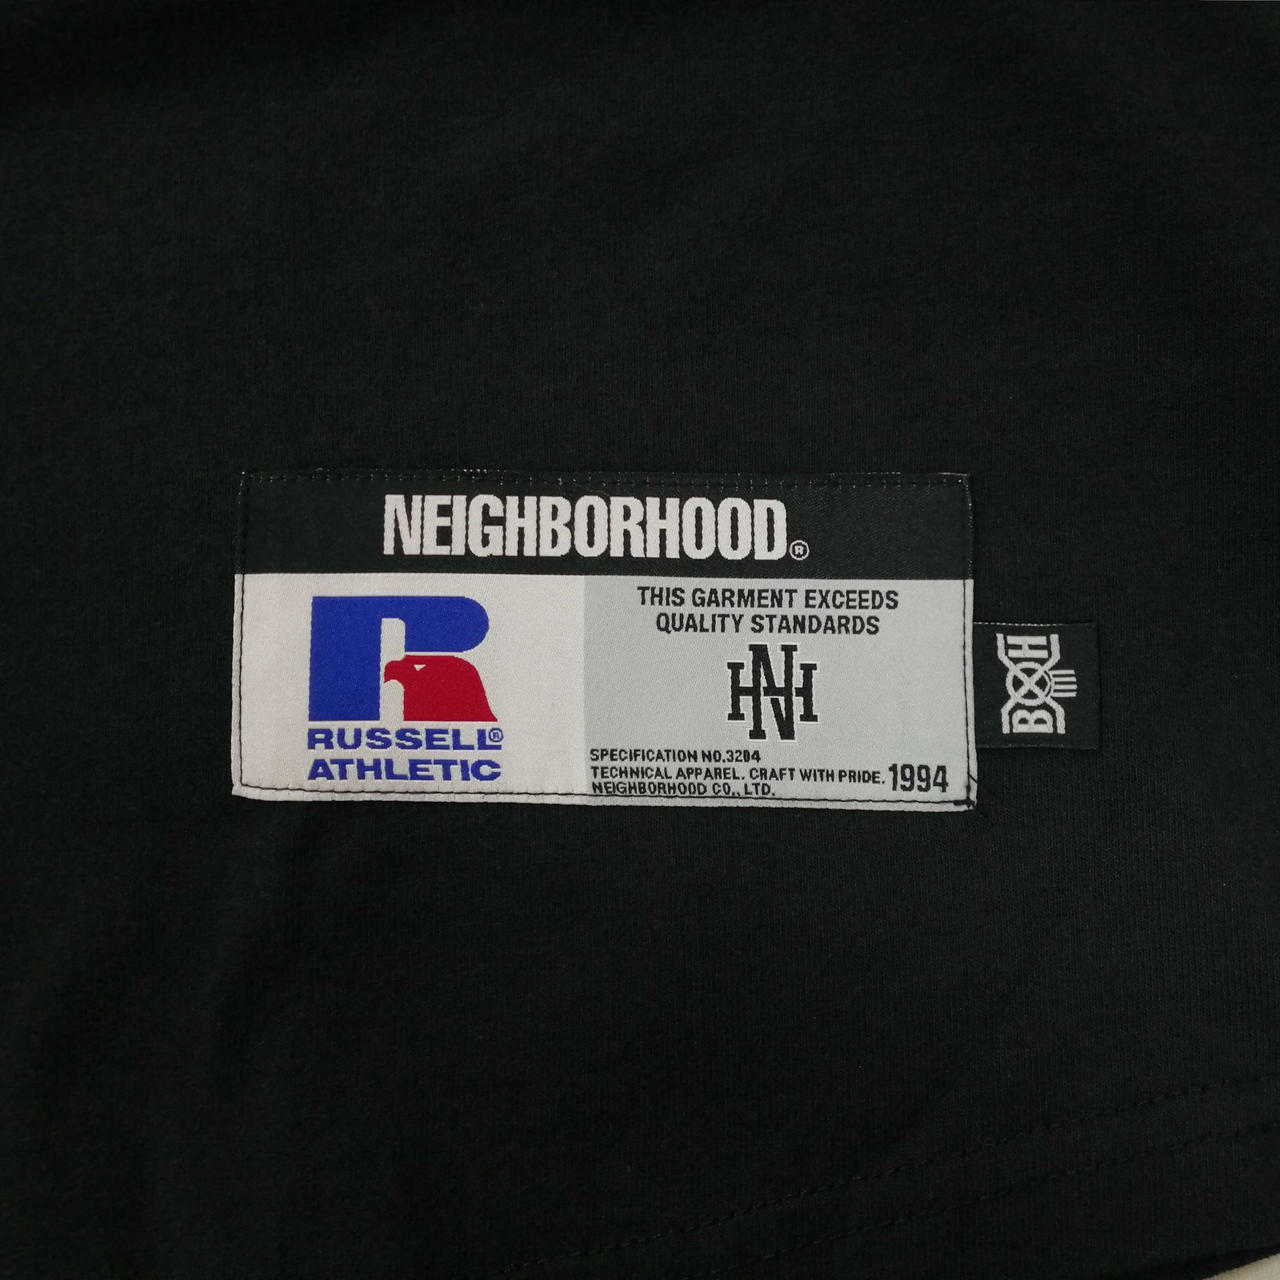 NEIGHBORHOOD®
RUSSELL®
ATHLETIC
THIS GARMENT EXCEEDS
QUALITY STANDARDS
NH
SPECIFICATION NO.3204
TECHNICAL APPAREL. CRAFT WITH PRIDE.
NEIGHBORHOOD CO., LTD.
1994
B X H